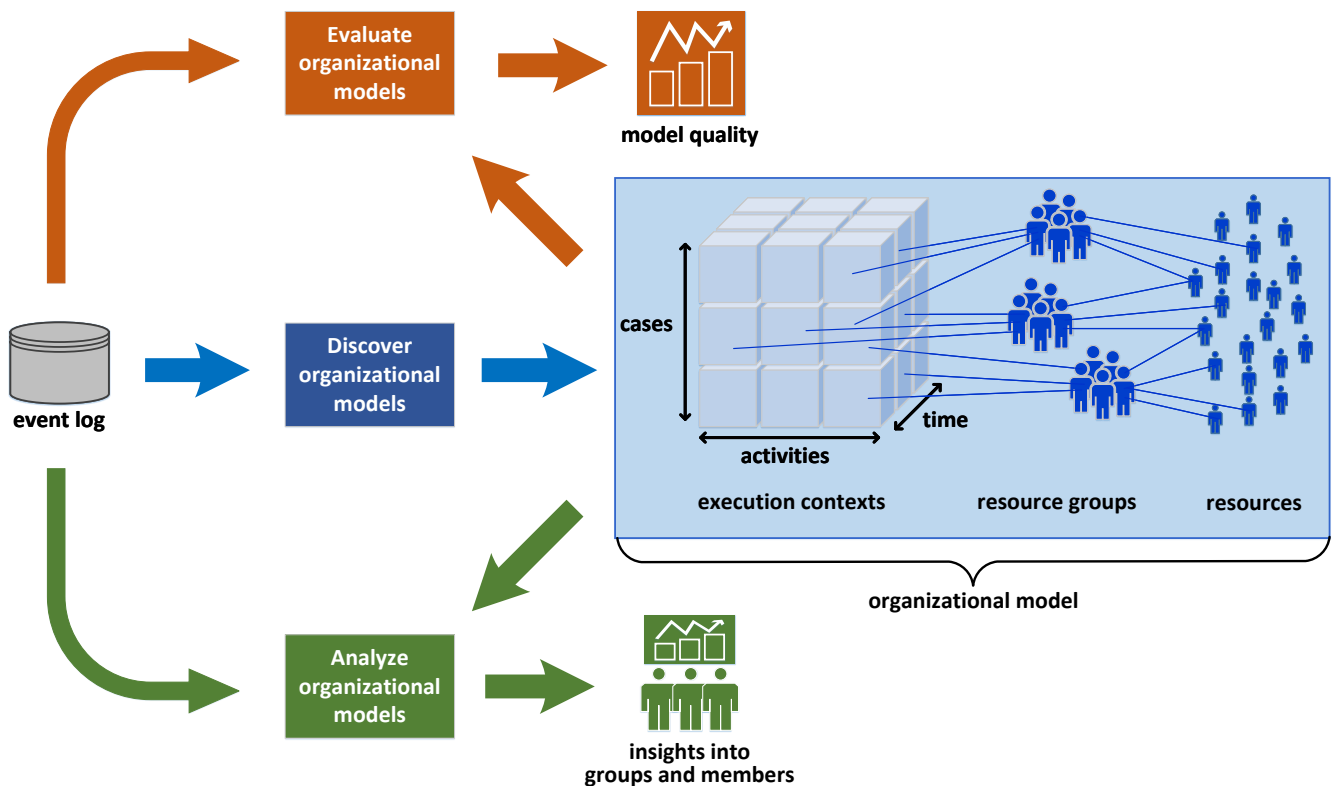 Evaluate
organizational
models
model quality
cases
time
activities
execution contexts
resource groups
resources
event log
Discover
organizational
models
organizational model
Analyze
organizational
models
insights into
groups and members